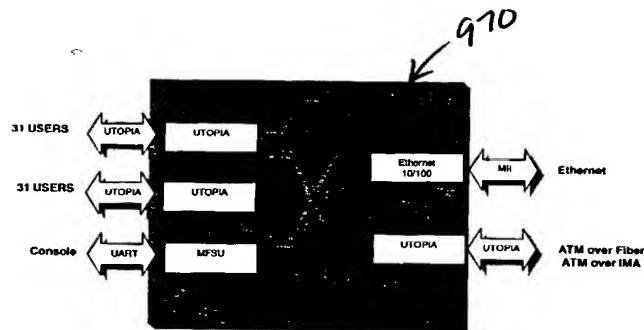 970
31 USERS
UTOPIA
UTOPIA
31 USERS
UTOPIA
UTOPIA
Console
UART
MFSU
Ethernet
10/100
MII
Ethernet
UTOPIA
UTOPIA
ATM over Fiber
ATM over IMA